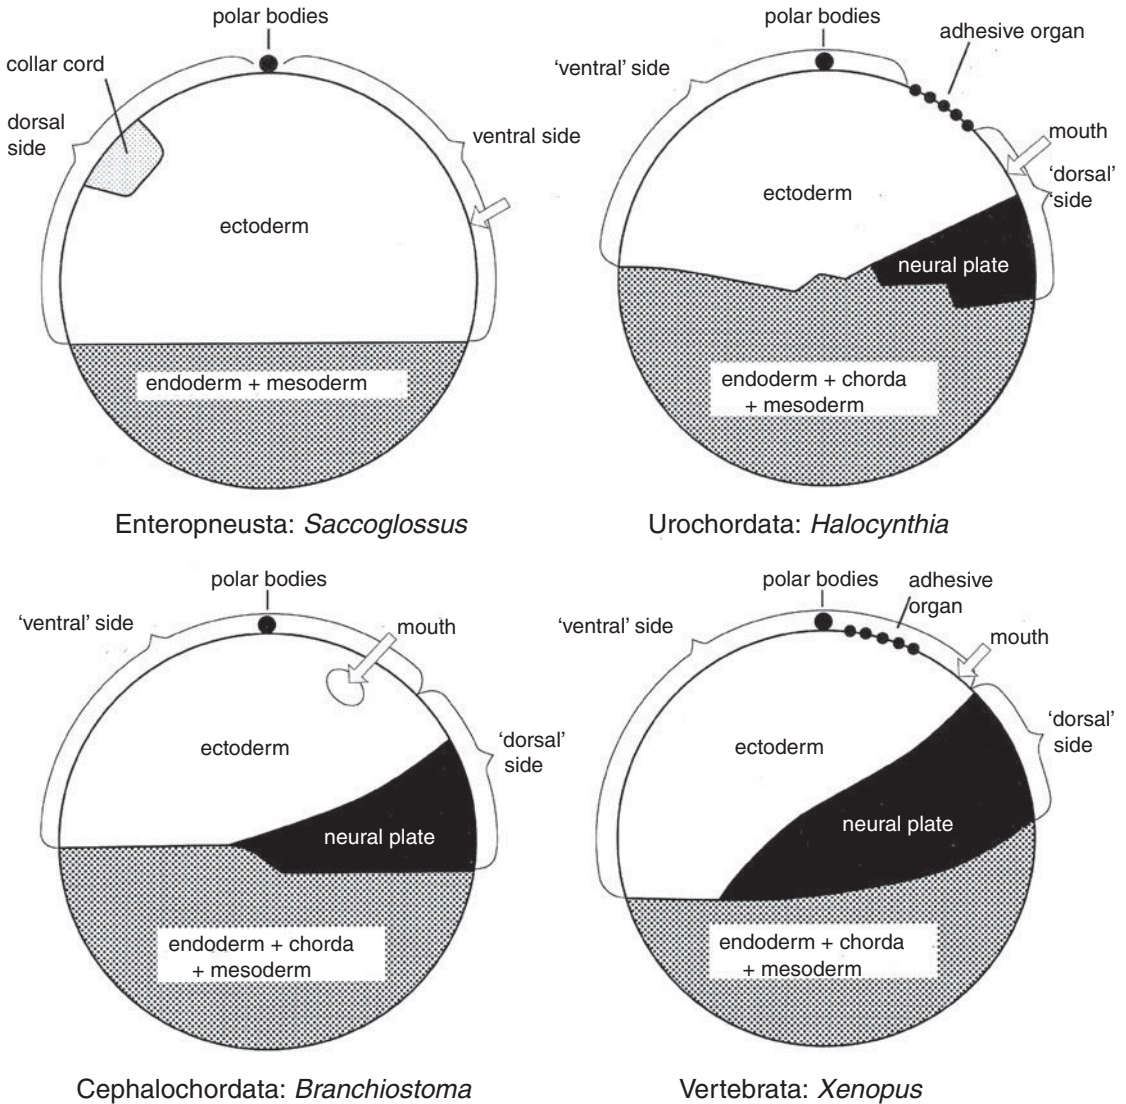 polar bodies
collar cord
dorsal
side
ventral side
ectoderm
endoderm + mesoderm
Enteropneusta: Saccoglossus
polar bodies
adhesive organ
'ventral' side
mouth
'dorsal'
'side
ectoderm
neural plate
endoderm + chorda
+ mesoderm
Urochordata: Halocynthia
polar bodies
'ventral' side
mouth
ectoderm
'dorsal'
side
neural plate
endoderm + chorda
+ mesoderm
Cephalochordata: Branchiostoma
polar bodies
adhesive
organ
'ventral' side
mouth
'dorsal'
side
ectoderm
neural plate
endoderm + chorda
+ mesoderm
Vertebrata: Xenopus